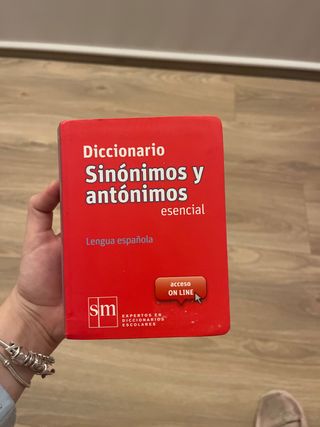 Diccionario
Sinónimos y
antónimos
esencial
Lengua española
acceso
ON LINE
sm
EXPERTOS EN
DICCIONARIOS
ESCOLARES